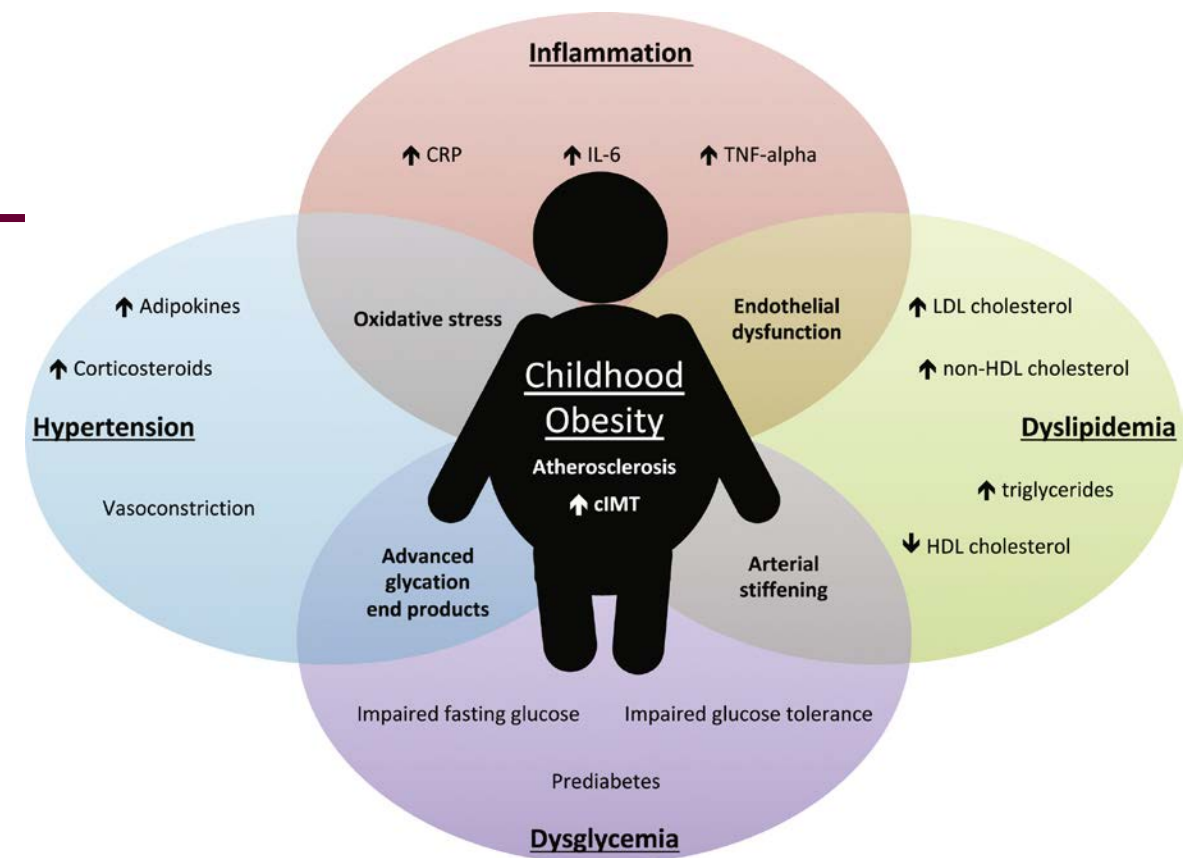 Inflammation
↑ CRP
↑ IL-6
↑ TNF-alpha
↑ Adipokines
↑ Corticosteroids
Hypertension
Vasoconstriction
Oxidative stress
Endothelial
dysfunction
Childhood
Obesity
Atherosclerosis
↑ cIMT
Advanced
glycation
end products
Arterial
stiffening
↑ LDL cholesterol
↑ non-HDL cholesterol
Dyslipidemia
↑ triglycerides
↓ HDL cholesterol
Impaired fasting glucose
Impaired glucose tolerance
Prediabetes
Dysglycemia